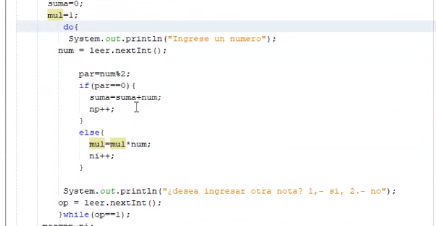 suma=0;
mul=1;
do{
System.out.println("Ingrese un numero");
num = leer.nextInt();
par=num%2;
if(par==0){
suma=suma+num;
np++;
}
else{
mul=mul*num;
ni++;
}
System.out.println("¿desea ingresar otra nota? 1,- si, 2.- no");
op = leer.nextInt();
}while(op==1);